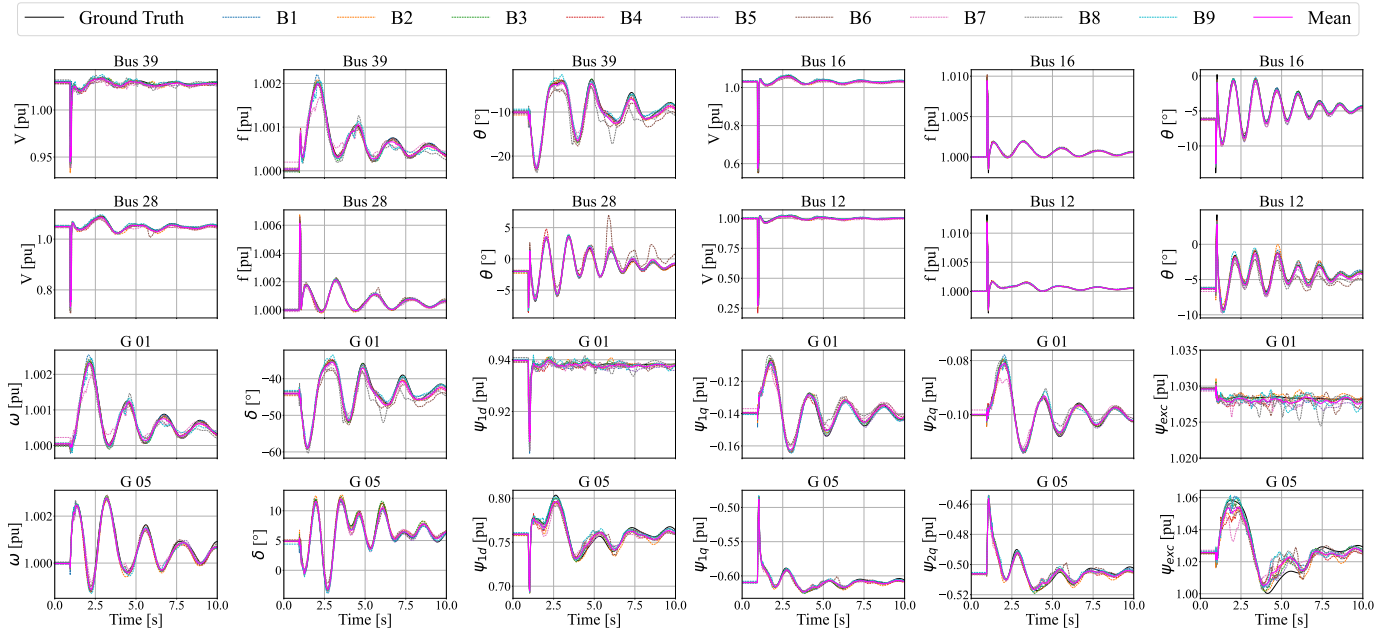 Ground Truth B1 B2 B3 B4 B5 B6 B7 B8 B9 Mean
Bus 39 Bus 39 Bus 39 Bus 16 Bus 16 Bus 16
V [pu] 1.00 0.95
f [pu] 1.002 1.001 1.000
θ [°] −10 −20
V [pu] 1.0 0.8 0.6
f [pu] 1.010 1.005 1.000
θ [°] 0 −5 −10
Bus 28 Bus 28 Bus 28 Bus 12 Bus 12 Bus 12
V [pu] 1.0 0.8
f [pu] 1.006 1.004 1.002 1.000
θ [°] 5 0 −5
V [pu] 1.00 0.75 0.50 0.25
f [pu] 1.010 1.005 1.000
θ [°] 0 −5 −10
G 01 G 01 G 01 G 01 G 01 G 01
ω [pu] 1.002 1.001 1.000
δ [°] −40 −50 −60
ψ1d [pu] 0.94 0.92
ψ1q [pu] −0.12 −0.14 −0.16
ψ2q [pu] −0.08 −0.10
ψexc [pu] 1.035 1.030 1.025 1.020
G 05 G 05 G 05 G 05 G 05 G 05
ω [pu] 1.002 1.000
δ [°] 10 5 0
ψ1d [pu] 0.80 0.75 0.70
ψ1q [pu] −0.50 −0.55 −0.60
ψ2q [pu] −0.46 −0.48 −0.50 −0.52
ψexc [pu] 1.06 1.04 1.02 1.00
0.0 2.5 5.0 7.5 10.0 0.0 2.5 5.0 7.5 10.0 0.0 2.5 5.0 7.5 10.0 0.0 2.5 5.0 7.5 10.0 0.0 2.5 5.0 7.5 10.0 0.0 2.5 5.0 7.5 10.0
Time [s] Time [s] Time [s] Time [s] Time [s] Time [s]